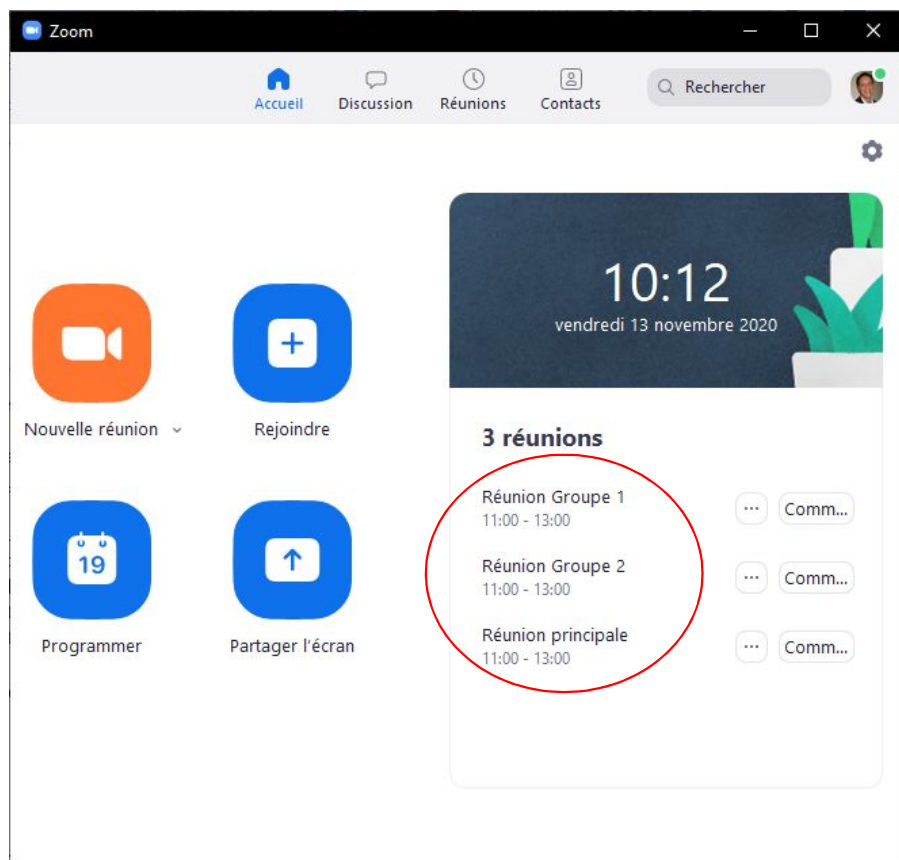 Zoom
Accueil Discussion Réunions Contacts Rechercher
10:12
vendredi 13 novembre 2020
Nouvelle réunion Rejoindre
3 réunions
Réunion Groupe 1
11:00 - 13:00
... Comm...
19
Réunion Groupe 2
11:00 - 13:00
... Comm...
Programmer Partager l'écran
Réunion principale
11:00 - 13:00
... Comm...